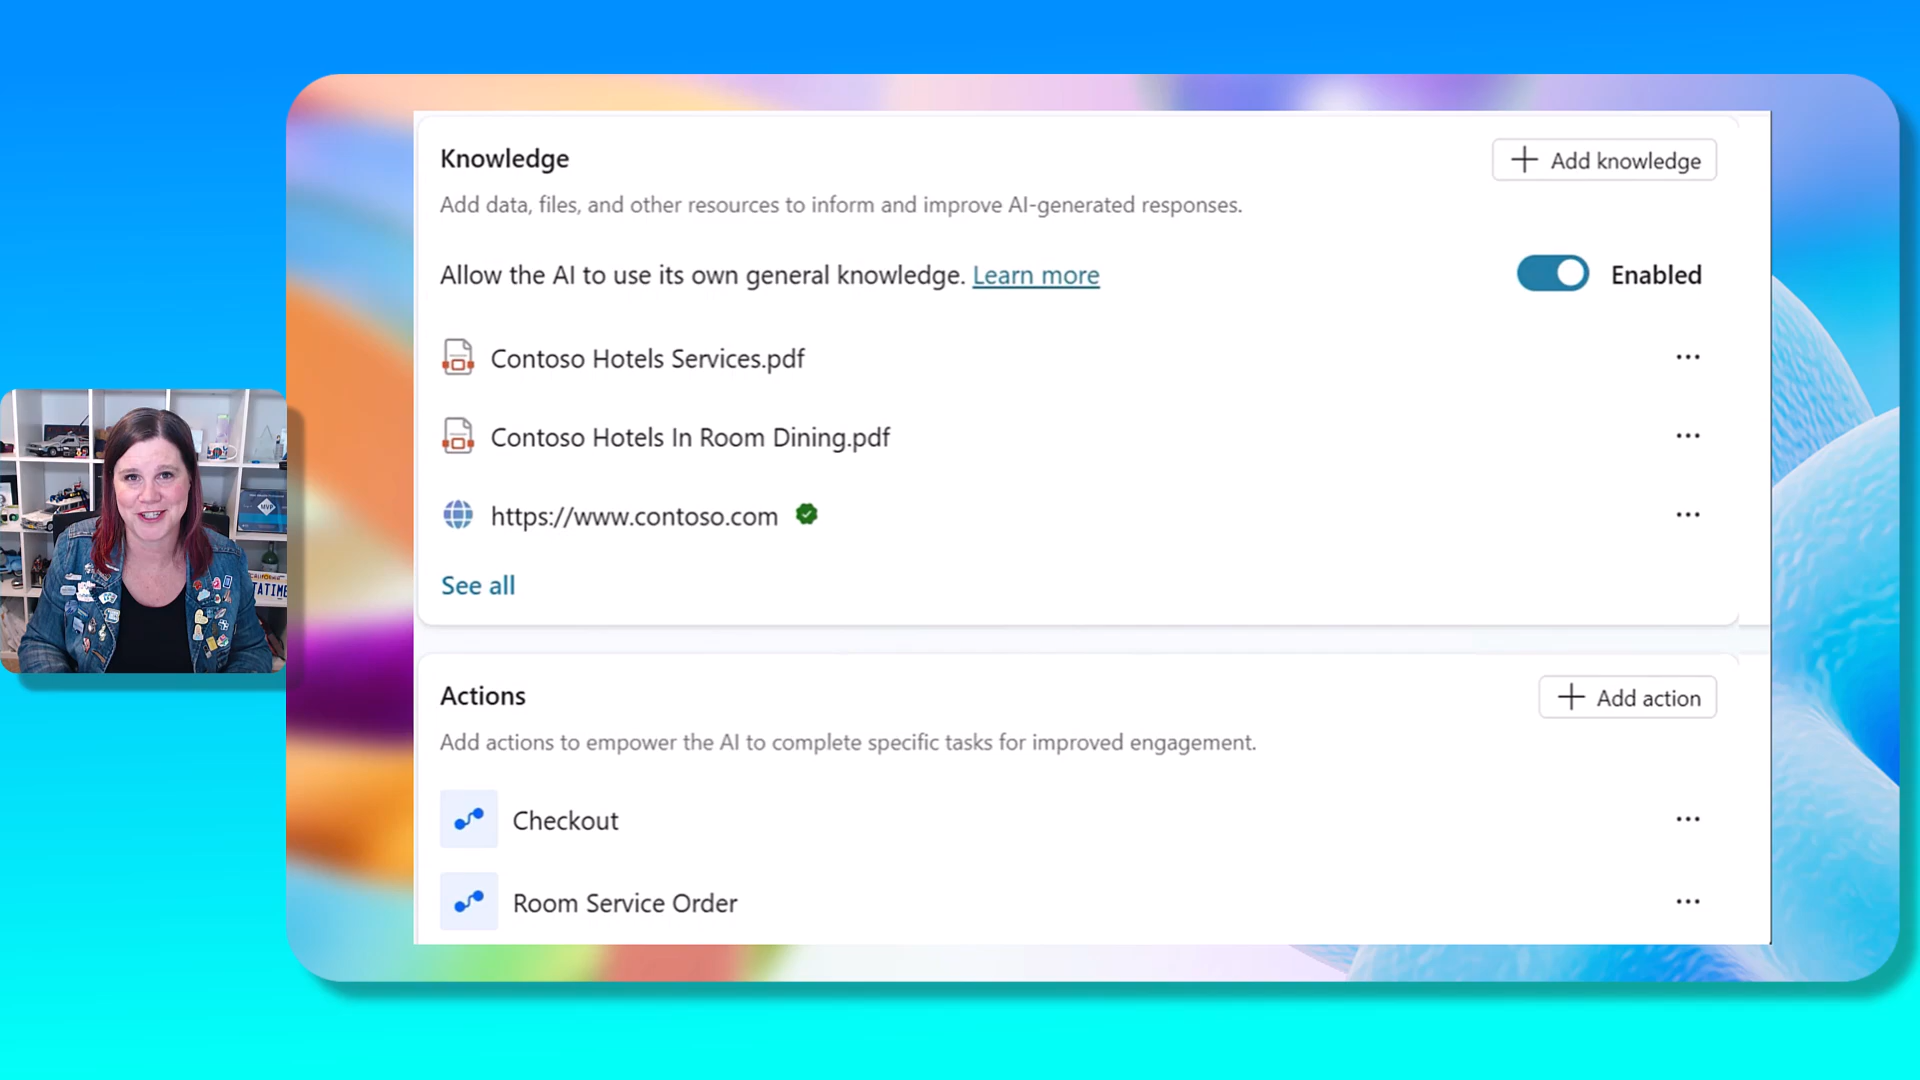 Knowledge
Add knowledge
Add data, files, and other resources to inform and improve AI-generated responses.
Allow the AI to use its own general knowledge. Learn more
Enabled
Contoso Hotels Services.pdf
Contoso Hotels In Room Dining.pdf
https://www.contoso.com
See all
Actions
Add action
Add actions to empower the AI to complete specific tasks for improved engagement.
Checkout
Room Service Order
MVP